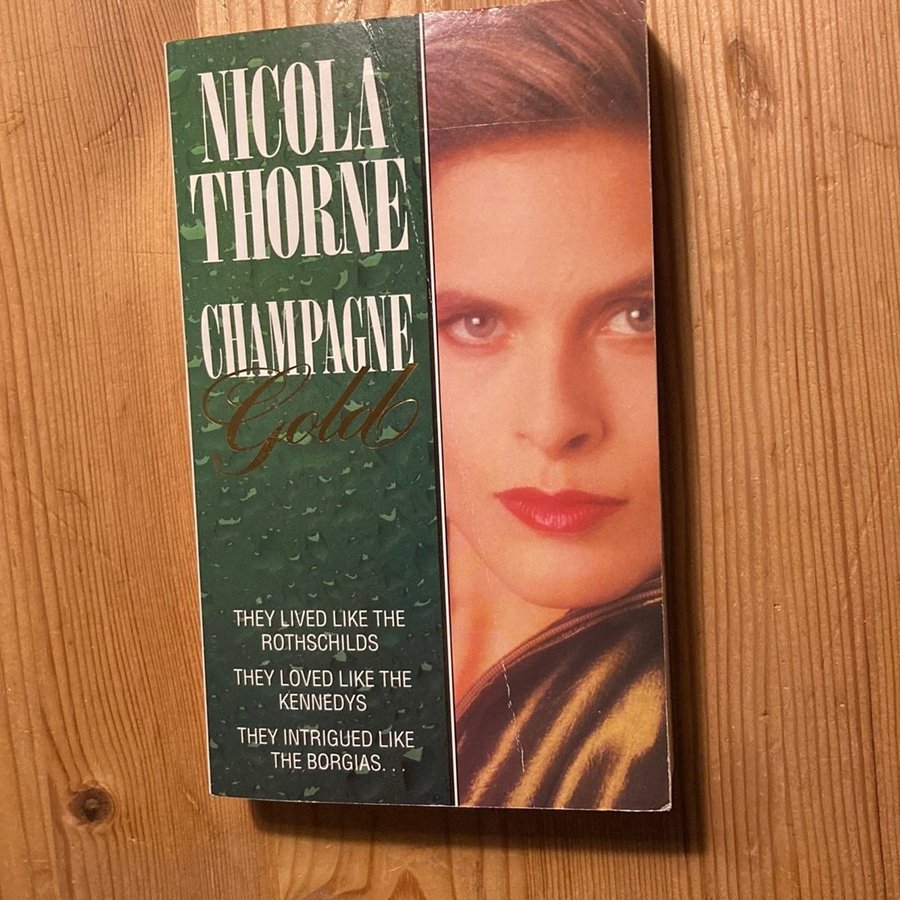 NICOLA
THORNE
CHAMPAGNE
Gold
THEY LIVED LIKE THE
ROTHSCHILDS
THEY LOVED LIKE THE
KENNEDYS
THEY INTRIGUED LIKE
THE BORGIAS...